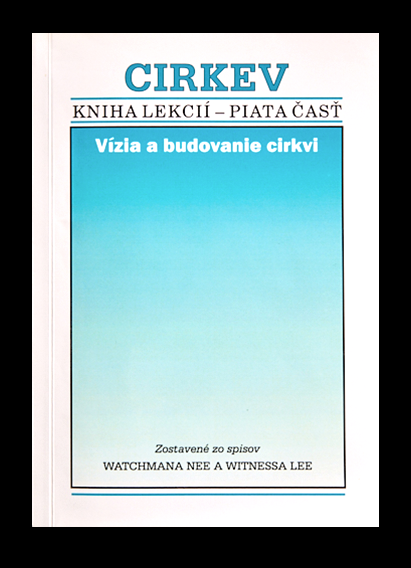 CIRKEV
KNIHA LEKCIÍ – PIATA ČASŤ
Vízia a budovanie cirkvi
Zostavené zo spisov
WATCHMANA NEE A WITNESSA LEE